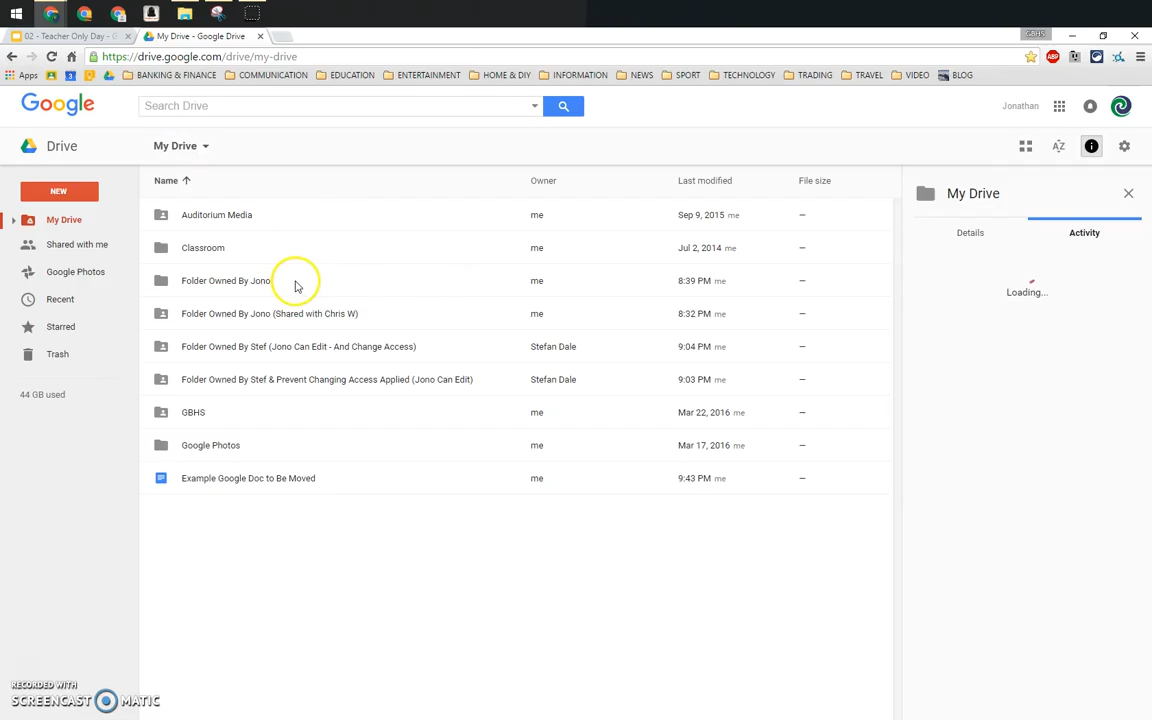 02 - Teacher Only Day - G
My Drive - Google Drive
GBHS
https://drive.google.com/drive/my-drive
Apps
BANKING & FINANCE
COMMUNICATION
EDUCATION
ENTERTAINMENT
HOME & DIY
INFORMATION
NEWS
SPORT
TECHNOLOGY
TRADING
TRAVEL
VIDEO
BLOG
Google
Search Drive
Jonathan
Drive
My Drive
NEW
My Drive
Shared with me
Google Photos
Recent
Starred
Trash
44 GB used
Name Owner Last modified File size
Auditorium Media me Sep 9, 2015 me –
Classroom me Jul 2, 2014 me –
Folder Owned By Jono me 8:39 PM me –
Folder Owned By Jono (Shared with Chris W) me 8:32 PM me –
Folder Owned By Stef (Jono Can Edit - And Change Access) Stefan Dale 9:04 PM me –
Folder Owned By Stef & Prevent Changing Access Applied (Jono Can Edit) Stefan Dale 9:03 PM me –
GBHS me Mar 22, 2016 me –
Google Photos me Mar 17, 2016 me –
Example Google Doc to Be Moved me 9:43 PM me –
My Drive
Details
Activity
Loading...
RECORDED WITH
SCREENCAST MATIC